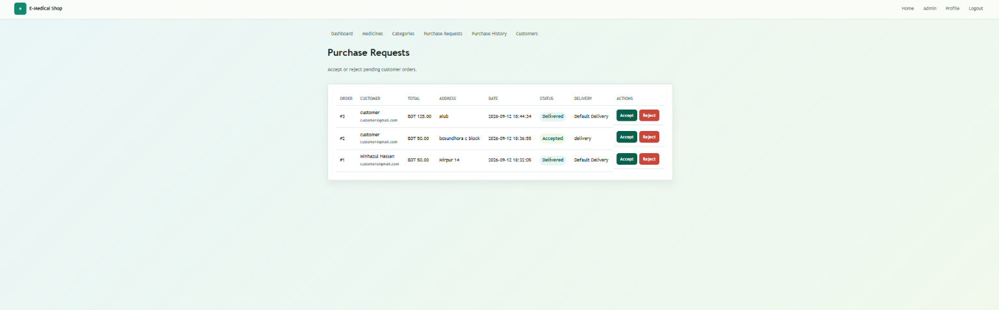 + E-Medical Shop Home Admin Profile Logout
Dashboard Medicines Categories Purchase Requests Purchase History Customers
Purchase Requests
Accept or reject pending customer orders.
ORDER CUSTOMER TOTAL ADDRESS DATE STATUS DELIVERY ACTIONS
#3 customer BDT 125.00 aiub 2026-09-12 18:44:34 Delivered Default Delivery Accept Reject
customer@gmail.com
#2 customer BDT 50.00 bosundhora c block 2026-09-12 18:36:55 Accepted delivery Accept Reject
customer@gmail.com
#1 Minhazul Hassan BDT 50.00 Mirpur 14 2026-09-12 18:32:05 Delivered Default Delivery Accept Reject
customers@gmail.com